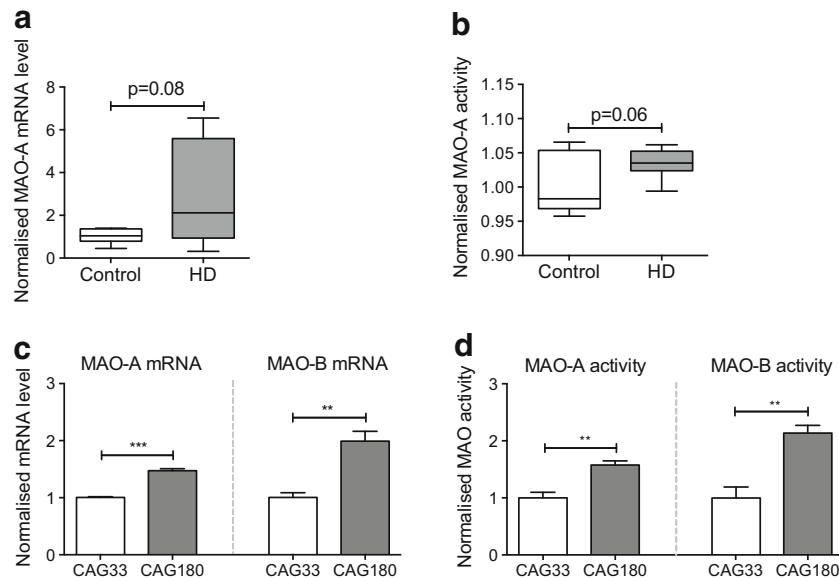 a
Normalised MAO-A mRNA level
8
6
4
2
0
p=0.08
Control HD
b
Normalised MAO-A activity
1.15
1.10
1.05
1.00
0.95
0.90
p=0.06
Control HD
c
MAO-A mRNA MAO-B mRNA
Normalised mRNA level
3
2
1
0
***
**
CAG33 CAG180 CAG33 CAG180
d
MAO-A activity MAO-B activity
Normalised MAO activity
3
2
1
0
**
**
CAG33 CAG180 CAG33 CAG180